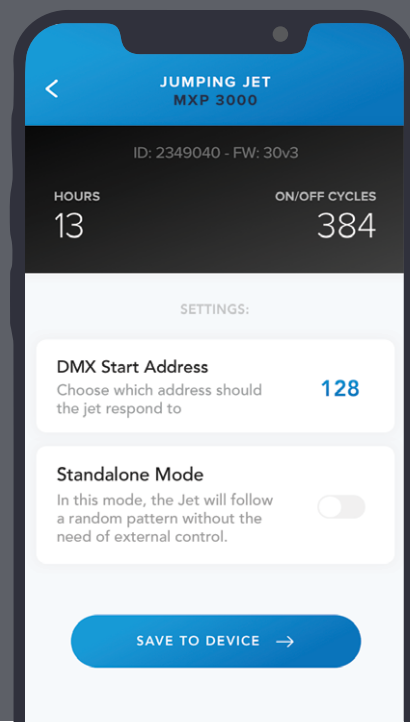 JUMPING JET
MXP 3000
ID: 2349040 - FW: 30v3
HOURS
13
ON/OFF CYCLES
384
SETTINGS:
DMX Start Address
Choose which address should
the jet respond to
128
Standalone Mode
In this mode, the Jet will follow
a random pattern without the
need of external control.
SAVE TO DEVICE